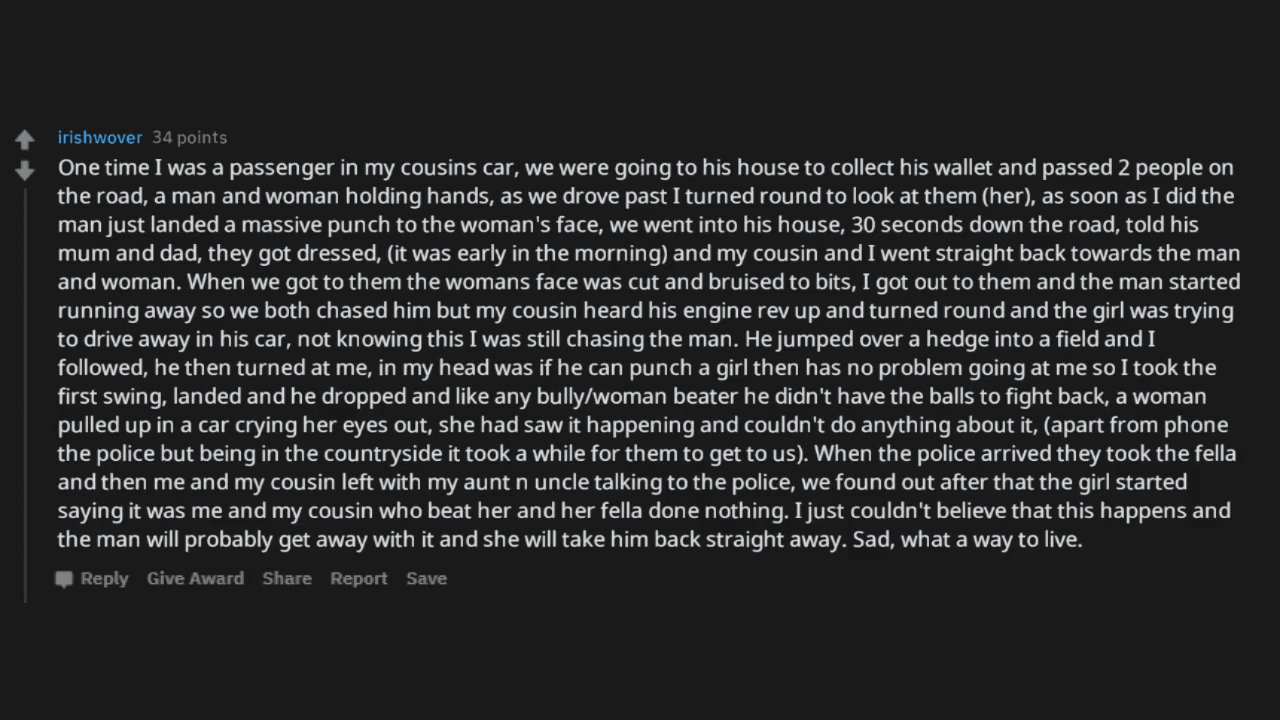 irishwover 34 points
One time I was a passenger in my cousins car, we were going to his house to collect his wallet and passed 2 people on
the road, a man and woman holding hands, as we drove past I turned round to look at them (her), as soon as I did the
man just landed a massive punch to the woman's face, we went into his house, 30 seconds down the road, told his
mum and dad, they got dressed, (it was early in the morning) and my cousin and I went straight back towards the man
and woman. When we got to them the womans face was cut and bruised to bits, I got out to them and the man started
running away so we both chased him but my cousin heard his engine rev up and turned round and the girl was trying
to drive away in his car, not knowing this I was still chasing the man. He jumped over a hedge into a field and I
followed, he then turned at me, in my head was if he can punch a girl then has no problem going at me so I took the
first swing, landed and he dropped and like any bully/woman beater he didn't have the balls to fight back, a woman
pulled up in a car crying her eyes out, she had saw it happening and couldn't do anything about it, (apart from phone
the police but being in the countryside it took a while for them to get to us). When the police arrived they took the fella
and then me and my cousin left with my aunt n uncle talking to the police, we found out after that the girl started
saying it was me and my cousin who beat her and her fella done nothing. I just couldn't believe that this happens and
the man will probably get away with it and she will take him back straight away. Sad, what a way to live.
Reply Give Award Share Report Save